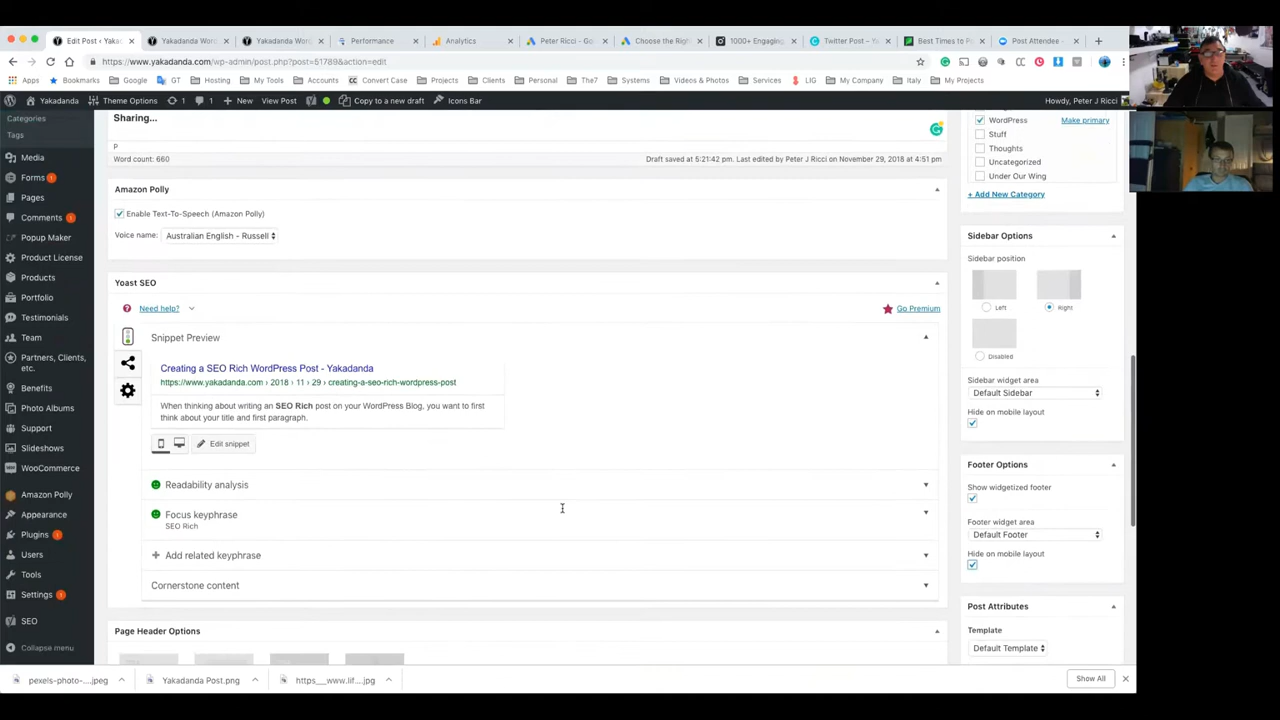 Edit Post ‹ Yaka
Yakadanda Wor
Yakadanda Wor
Performance
Analytics
Peter Ricci - Go
Choose the Righ
1000+ Engaging
Twitter Post – Ya
Best Times to P
Post Attendee –
https://www.yakadanda.com/wp-admin/post.php?post=51789&action=edit
Apps
Bookmarks
Google
GT
Hosting
My Tools
Accounts
Convert Case
Projects
Clients
Personal
The7
Systems
Videos & Photos
Services
LIG
My Company
Italy
My Projects
Yakadanda
Theme Options
1
1
New
View Post
Copy to a new draft
Icons Bar
Howdy, Peter J Ricci
Categories
Tags
Media
Forms 1
Pages
Comments 1
Popup Maker
Product License
Products
Portfolio
Testimonials
Team
Partners, Clients,
etc.
Benefits
Photo Albums
Support
Slideshows
WooCommerce
Amazon Polly
Appearance
Plugins 1
Users
Tools
Settings 1
SEO
Collapse menu
Sharing...
P
Word count: 660
Draft saved at 5:21:42 pm. Last edited by Peter J Ricci on November 29, 2018 at 4:51 pm
Amazon Polly
Enable Text-To-Speech (Amazon Polly)
Voice name:
Australian English - Russell
Yoast SEO
Need help?
Go Premium
Snippet Preview
Creating a SEO Rich WordPress Post - Yakadanda
https://www.yakadanda.com › 2018 › 11 › 29 › creating-a-seo-rich-wordpress-post
When thinking about writing an SEO Rich post on your WordPress Blog, you want to first
think about your title and first paragraph.
Edit snippet
Readability analysis
Focus keyphrase
SEO Rich
Add related keyphrase
Cornerstone content
Page Header Options
WordPress
Make primary
Stuff
Thoughts
Uncategorized
Under Our Wing
+ Add New Category
Sidebar Options
Sidebar position
Left
Right
Disabled
Sidebar widget area
Default Sidebar
Hide on mobile layout
Footer Options
Show widgetized footer
Footer widget area
Default Footer
Hide on mobile layout
Post Attributes
Template
Default Template
pexels-photo-....jpeg
Yakadanda Post.png
https___www.lif....jpg
Show All